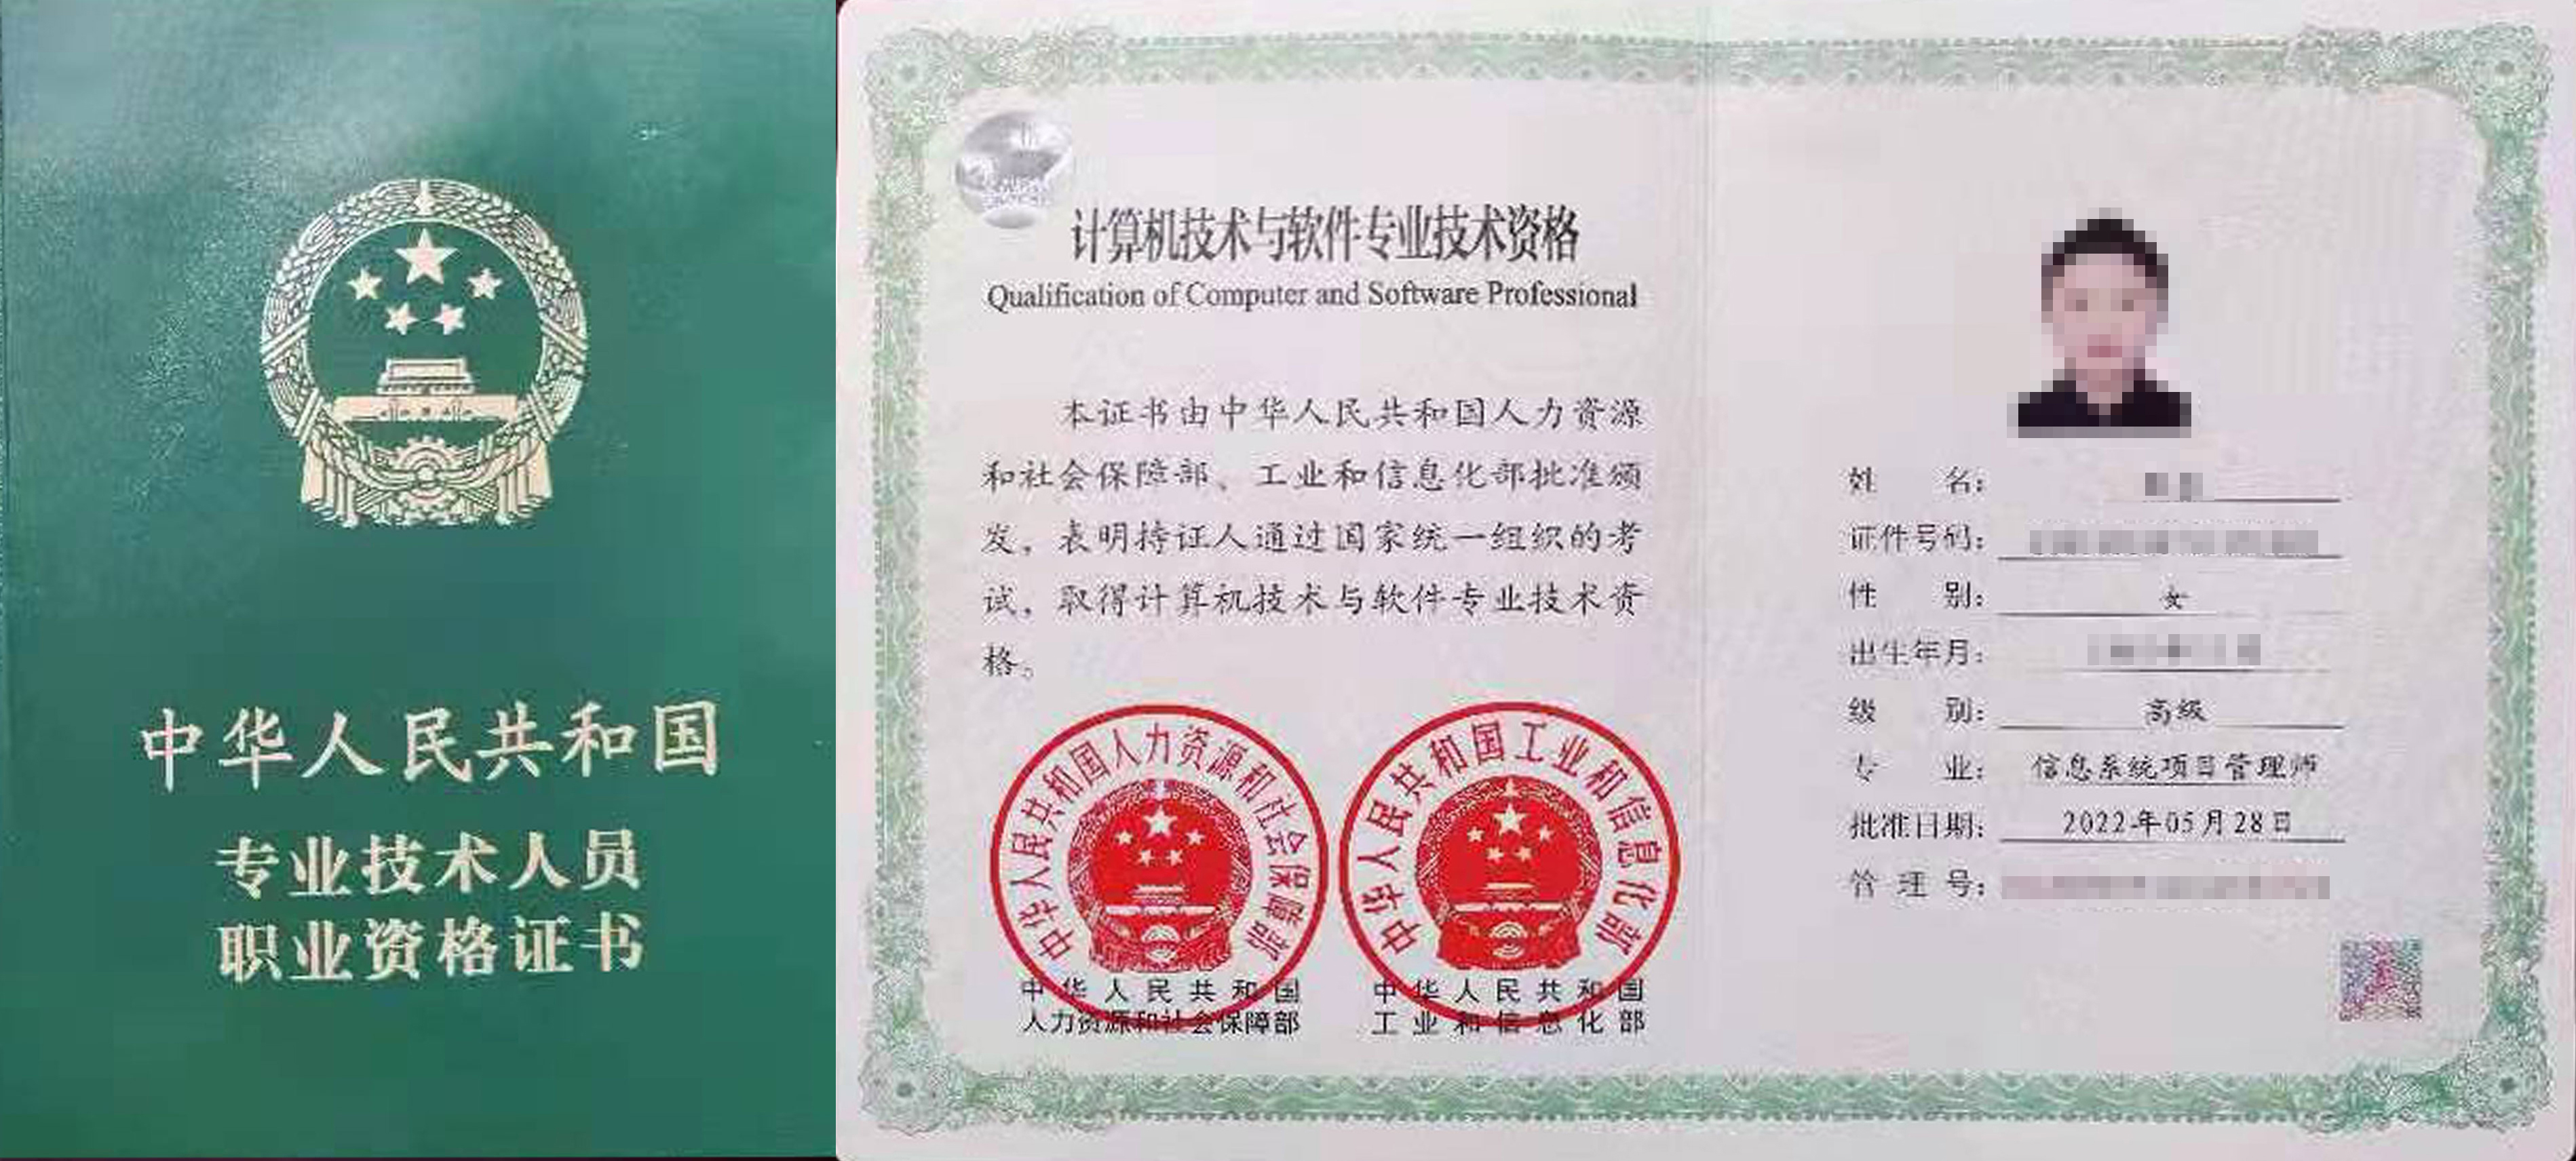 中华人民共和国
专业技术人员
职业资格证书
计算机技术与软件专业技术资格
Qualification of Computer and Software Professional
本证书由中华人民共和国人力资源
和社会保障部、工业和信息化部批准颁
发，表明持证人通过国家统一组织的考
试，取得计算机技术与软件专业技术资
格。
中华人民共和国人力资源和社会保障部
中华人民共和国工业和信息化部
中华人民共和国
人力资源和社会保障部
中华人民共和国
工业和信息化部
姓名：
证件号码：
性别：女
出生年月：
级别：高级
专业：信息系统项目管理师
批准日期：2022年05月28日
管理号：